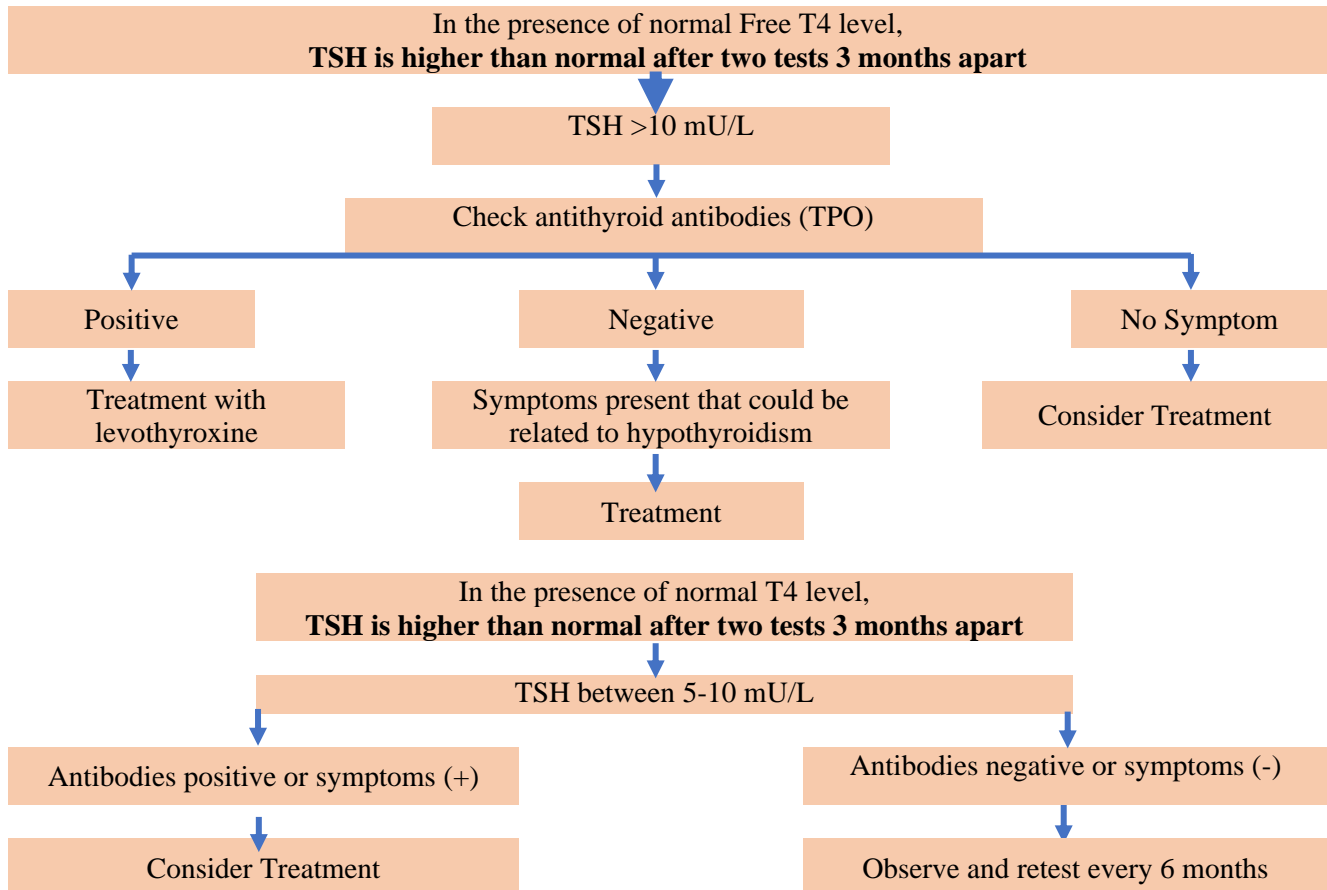 In the presence of normal Free T4 level,
TSH is higher than normal after two tests 3 months apart
TSH >10 mU/L
Check antithyroid antibodies (TPO)
Positive
Negative
No Symptom
Treatment with
levothyroxine
Symptoms present that could be
related to hypothyroidism
Consider Treatment
Treatment
In the presence of normal T4 level,
TSH is higher than normal after two tests 3 months apart
TSH between 5-10 mU/L
Antibodies positive or symptoms (+)
Antibodies negative or symptoms (-)
Consider Treatment
Observe and retest every 6 months